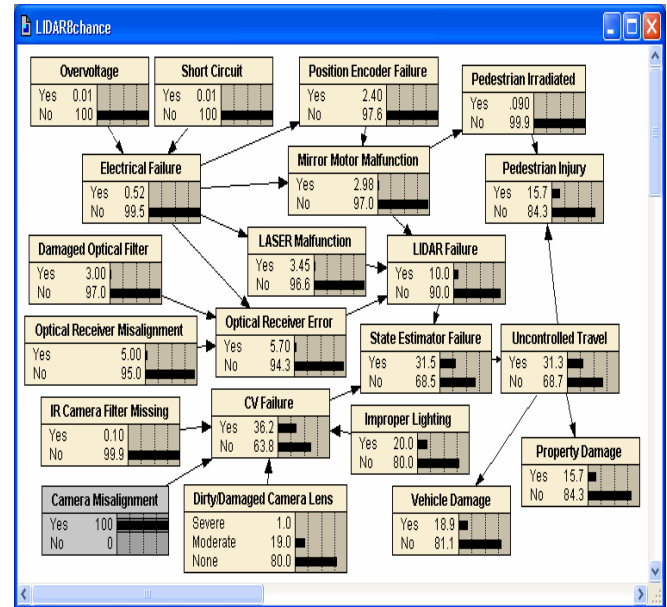 LIDAR8chance
Overvoltage
Yes 0.01
No 100
Short Circuit
Yes 0.01
No 100
Position Encoder Failure
Yes 2.40
No 97.6
Pedestrian Irradiated
Yes .090
No 99.9
Electrical Failure
Yes 0.52
No 99.5
Mirror Motor Malfunction
Yes 2.98
No 97.0
Pedestrian Injury
Yes 15.7
No 84.3
Damaged Optical Filter
Yes 3.00
No 97.0
LASER Malfunction
Yes 3.45
No 96.6
LIDAR Failure
Yes 10.0
No 90.0
Optical Receiver Misalignment
Yes 5.00
No 95.0
Optical Receiver Error
Yes 5.70
No 94.3
State Estimator Failure
Yes 31.5
No 68.5
Uncontrolled Travel
Yes 31.3
No 68.7
IR Camera Filter Missing
Yes 0.10
No 99.9
CV Failure
Yes 36.2
No 63.8
Improper Lighting
Yes 20.0
No 80.0
Property Damage
Yes 15.7
No 84.3
Camera Misalignment
Yes 100
No 0
Dirty/Damaged Camera Lens
Severe 1.0
Moderate 19.0
None 80.0
Vehicle Damage
Yes 18.9
No 81.1